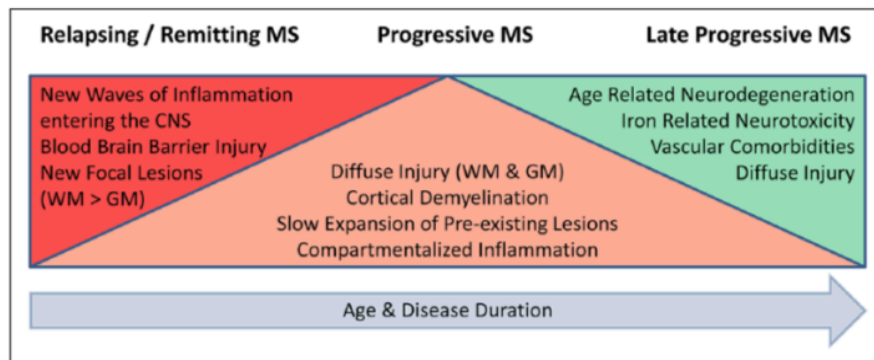 Relapsing / Remitting MS
Progressive MS
Late Progressive MS
New Waves of Inflammation
entering the CNS
Blood Brain Barrier Injury
New Focal Lesions
(WM > GM)
Diffuse Injury (WM & GM)
Cortical Demyelination
Slow Expansion of Pre-existing Lesions
Compartmentalized Inflammation
Age Related Neurodegeneration
Iron Related Neurotoxicity
Vascular Comorbidities
Diffuse Injury
Age & Disease Duration